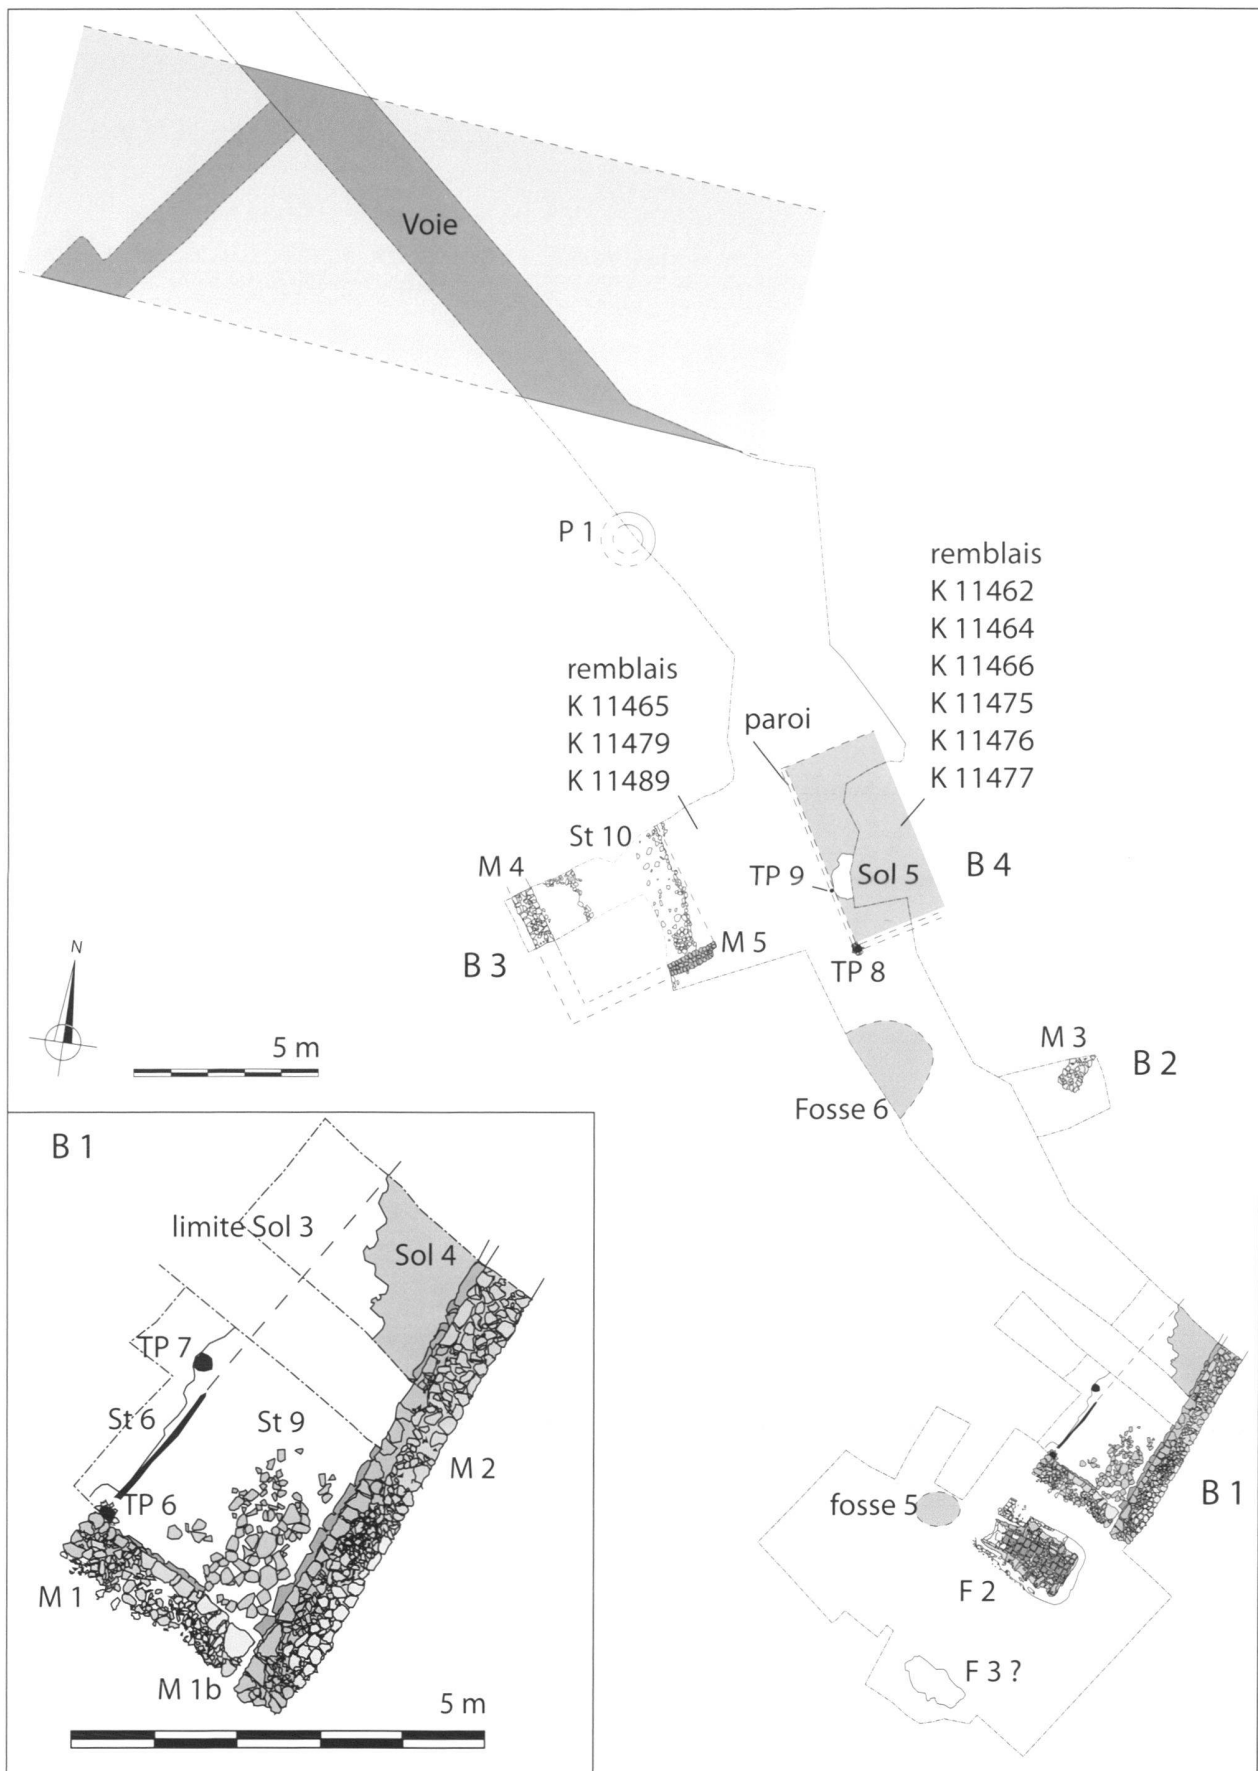 Voie
P 1
remblais
K 11462
K 11464
K 11466
K 11475
K 11476
K 11477
remblais
K 11465
K 11479
K 11489
paroi
St 10
M 4
TP 9
Sol 5
B 4
M 5
B 3
TP 8
N
5 m
M 3
B 2
Fosse 6
B 1
limite Sol 3
Sol 4
TP 7
St 6
St 9
M 2
TP 6
M 1
M 1b
5 m
B 1
fosse 5
F 2
F 3 ?